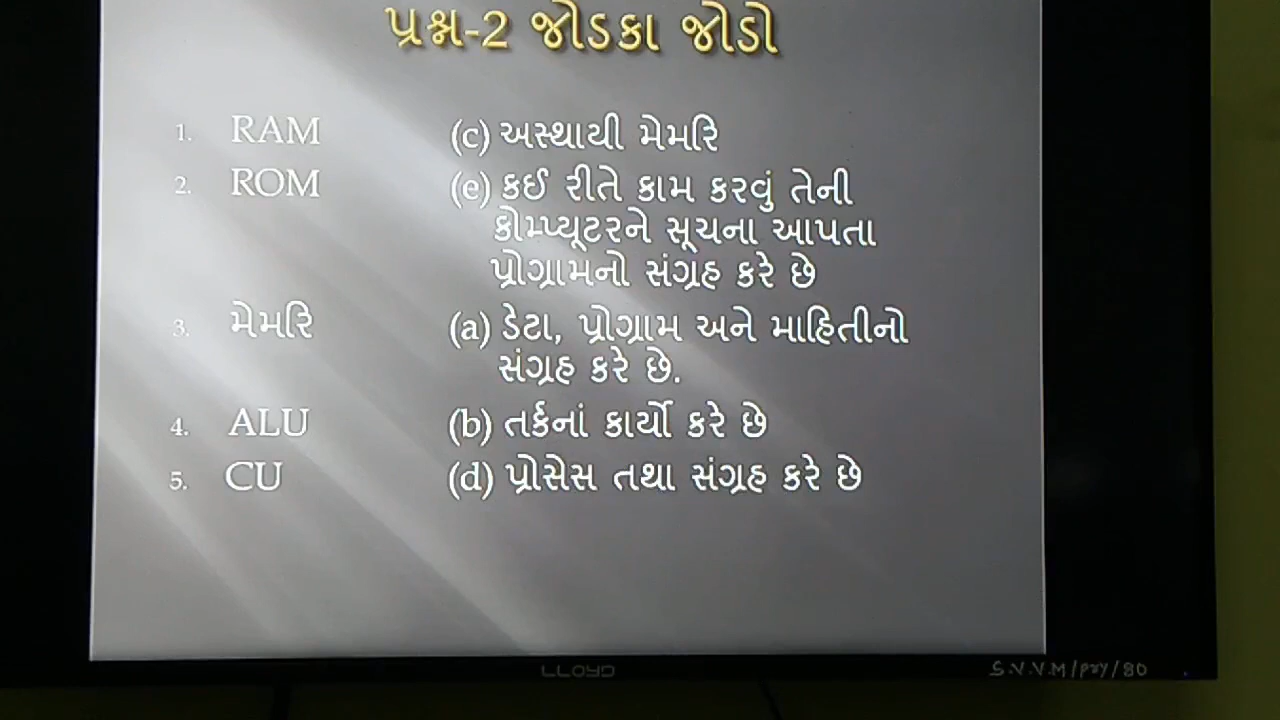 પ્રશ્ન-2 જોડકા જોડો
1. RAM (c) અસ્થાયી મેમરિ
2. ROM (e) કઈ રીતે કામ કરવું તેની
કોમ્પ્યૂટરને સૂચના આપતા
પ્રોગ્રામનો સંગ્રહ કરે છે
3. મેમરિ (a) ડેટા, પ્રોગ્રામ અને માહિતીનો
સંગ્રહ કરે છે.
4. ALU (b) તર્કનાં કાર્યો કરે છે
5. CU (d) પ્રોસેસ તથા સંગ્રહ કરે છે
LLOYD S.V.V.M/pry/80